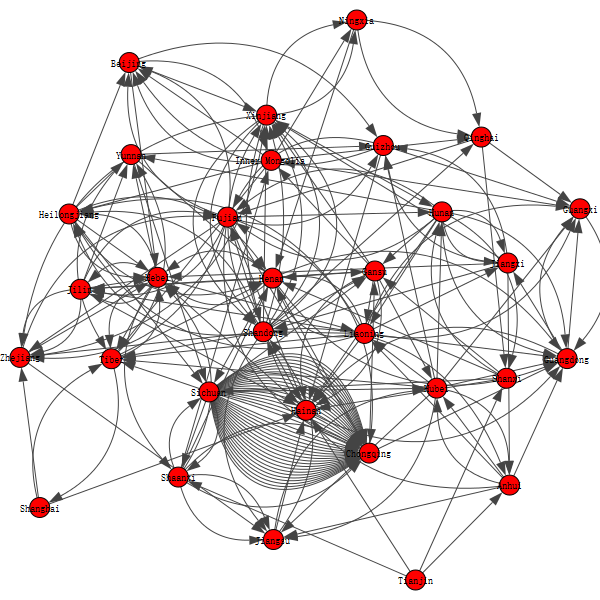 Ningxia
Beijing
Xinjiang
Qinghai
Guizhou
Yunnan
Inner Mongolia
Guangxi
Heilongjiang
Fujian
Hunan
Jiangxi
Gansu
Hebei
Henan
Jilin
Shandong
Liaoning
Zhejiang
Tibet
Guangdong
Shanxi
Hubei
Sichuan
Hainan
Chongqing
Shaanxi
Anhui
Shanghai
Jiangsu
Tianjin